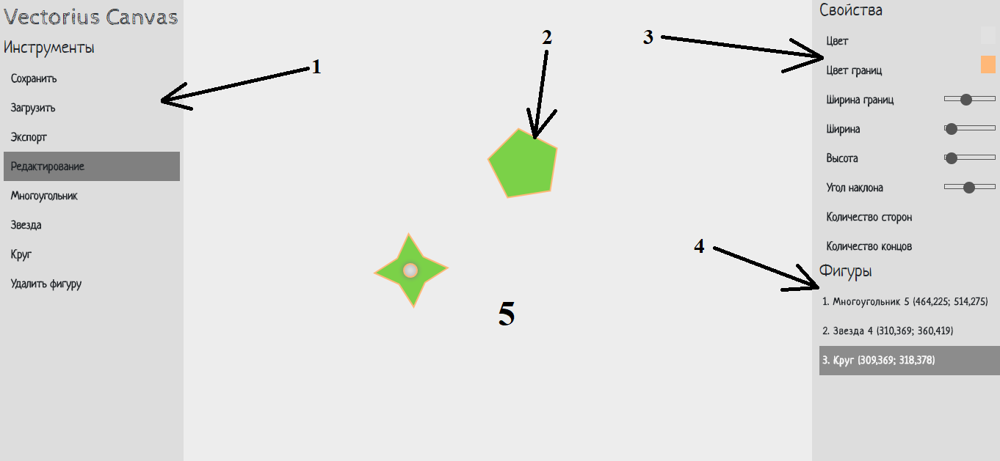 Vectorius Canvas
Инструменты
Сохранить
Загрузить
Экспорт
Редактирование
Многоугольник
Звезда
Круг
Удалить фигуру
1
2
3
4
5
Свойства
Цвет
Цвет границ
Ширина границ
Ширина
Высота
Угол наклона
Количество сторон
Количество концов
Фигуры
1. Многоугольник 5 (464,225; 514,275)
2. Звезда 4 (310,369; 360,419)
3. Круг (309,369; 318,378)